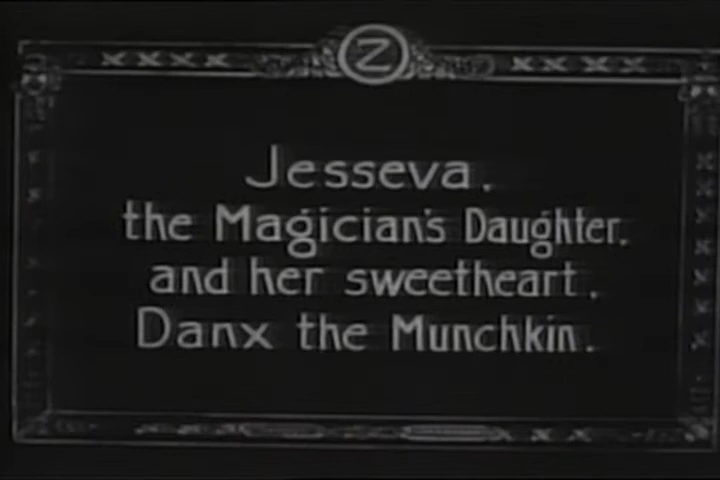 Z
Jesseva,
the Magician's Daughter,
and her sweetheart,
Danx the Munchkin.